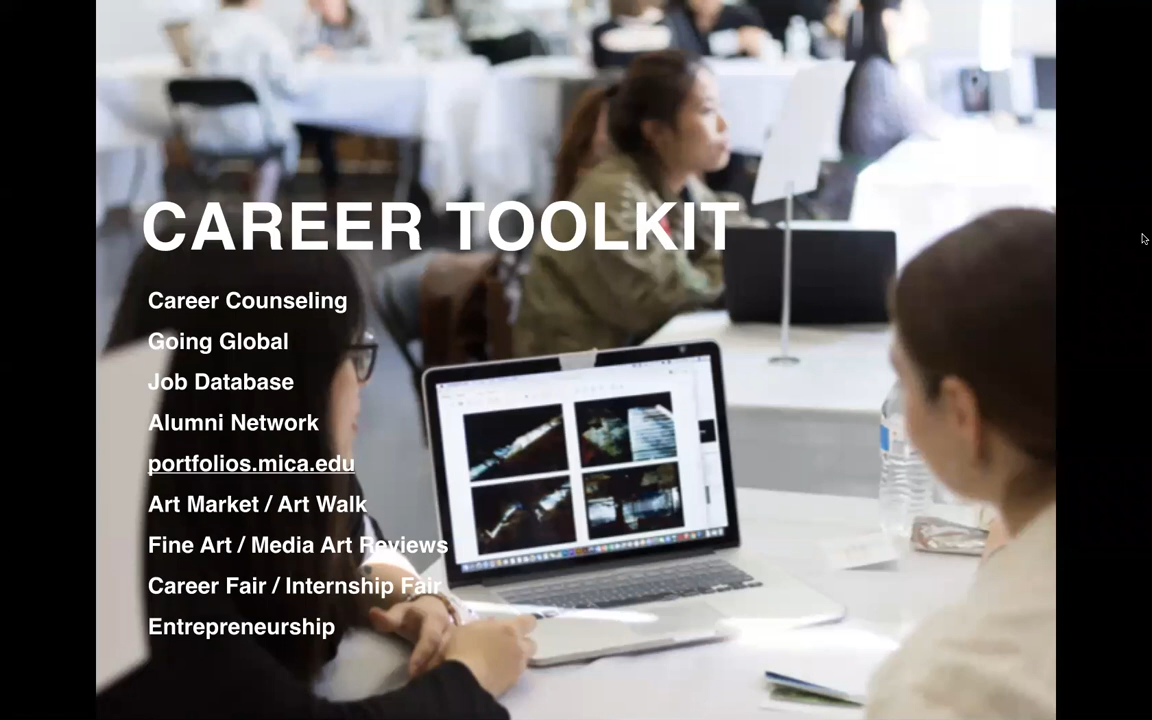 CAREER TOOLKIT
Career Counseling
Going Global
Job Database
Alumni Network
portfolios.mica.edu
Art Market / Art Walk
Fine Art / Media Art Reviews
Career Fair / Internship Fair
Entrepreneurship